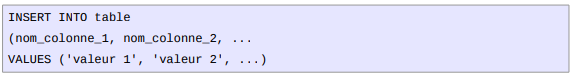 INSERT INTO table
(nom_colonne_1, nom_colonne_2, ...
VALUES ('valeur 1', 'valeur 2', ...)